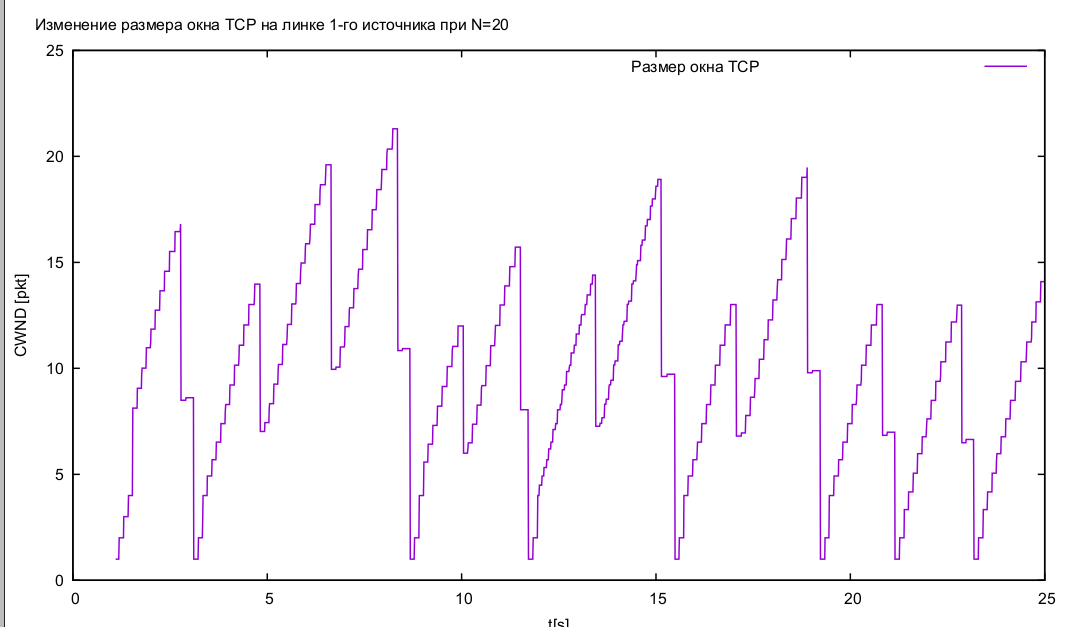 Изменение размера окна TCP на линке 1-го источника при N=20
Размер окна TCP
25
20
15
10
5
0
CWND [pkt]
0 5 10 15 20 25
t[s]